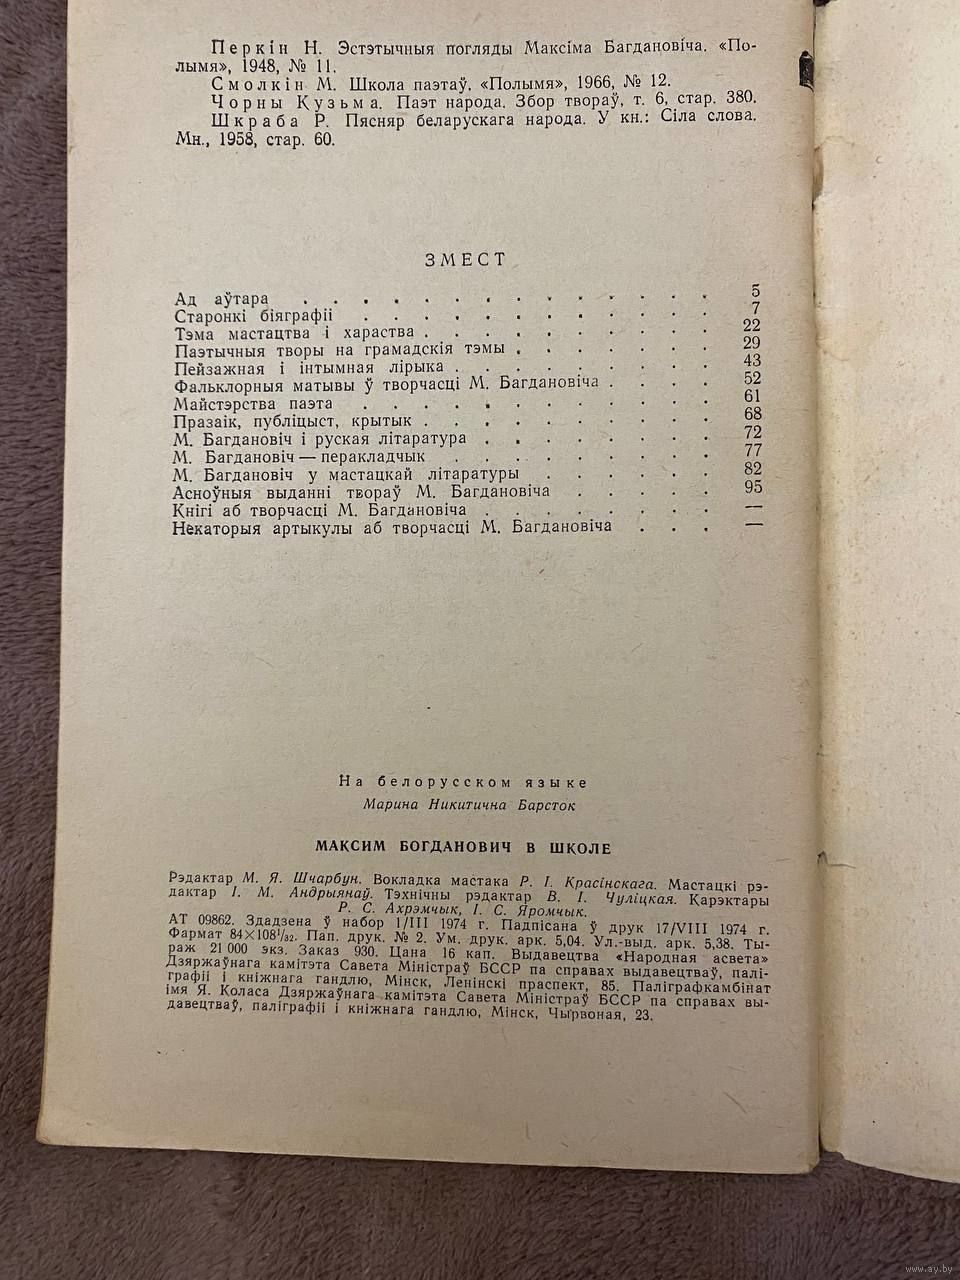 Перкін Н. Эстэтычныя погляды Максіма Багдановіча. «По-
лымя», 1948, № 11.
Смолкін М. Школа паэтаў. «Полымя», 1966, № 12.
Чорны Кузьма. Паэт народа. Збор твораў, т. 6, стар. 380.
Шкраба Р. Пясняр беларускага народа. У кн.: Сіла слова.
Мн., 1958, стар. 60.
ЗМЕСТ
Ад аўтара . . . . . . . . . . . . . . 5
Старонкі біяграфіі . . . . . . . . . . . . 7
Тэма мастацтва і хараства . . . . . . . . . . 22
Паэтычныя творы на грамадскія тэмы . . . . . . . 29
Пейзажная і інтымная лірыка . . . . . . . . . 43
Фальклорныя матывы ў творчасці М. Багдановіча . . . . 52
Майстэрства паэта . . . . . . . . . . . . 61
Празаік, публіцыст, крытык . . . . . . . . . . 68
М. Багдановіч і руская літаратура . . . . . . . . 72
М. Багдановіч — перакладчык . . . . . . . . . 77
М. Багдановіч у мастацкай літаратуры . . . . . . 82
Асноўныя выданні твораў М. Багдановіча . . . . . 95
Кнігі аб творчасці М. Багдановіча . . . . . . . . —
Некаторыя артыкулы аб творчасці М. Багдановіча . . . —
На белорусском языке
Марина Никитична Барсток
МАКСИМ БОГДАНОВИЧ В ШКОЛЕ
Рэдактар М. Я. Шчарбун. Вокладка мастака Р. І. Красінскага. Мастацкі рэ-
дактар І. М. Андрыянаў. Тэхнічны рэдактар В. І. Чуліцкая. Карэктары
Р. С. Ахрэмчык, І. С. Яромчык.
АТ 09862. Здадзена ў набор 1/III 1974 г. Падпісана ў друк 17/VIII 1974 г.
Фармат 84×108¹/₃₂. Пап. друк. № 2. Ум. друк. арк. 5,04. Ул.-выд. арк. 5,38. Ты-
раж 21 000 экз. Заказ 930. Цана 16 кап. Выдавецтва «Народная асвета»
Дзяржаўнага камітэта Савета Міністраў БССР па справах выдавецтваў, палі-
графіі і кніжнага гандлю, Мінск, Ленінскі праспект, 85. Паліграфкамбінат
імя Я. Коласа Дзяржаўнага камітэта Савета Міністраў БССР па справах вы-
давецтваў, паліграфіі і кніжнага гандлю, Мінск, Чырвоная, 23.
www.ay.by